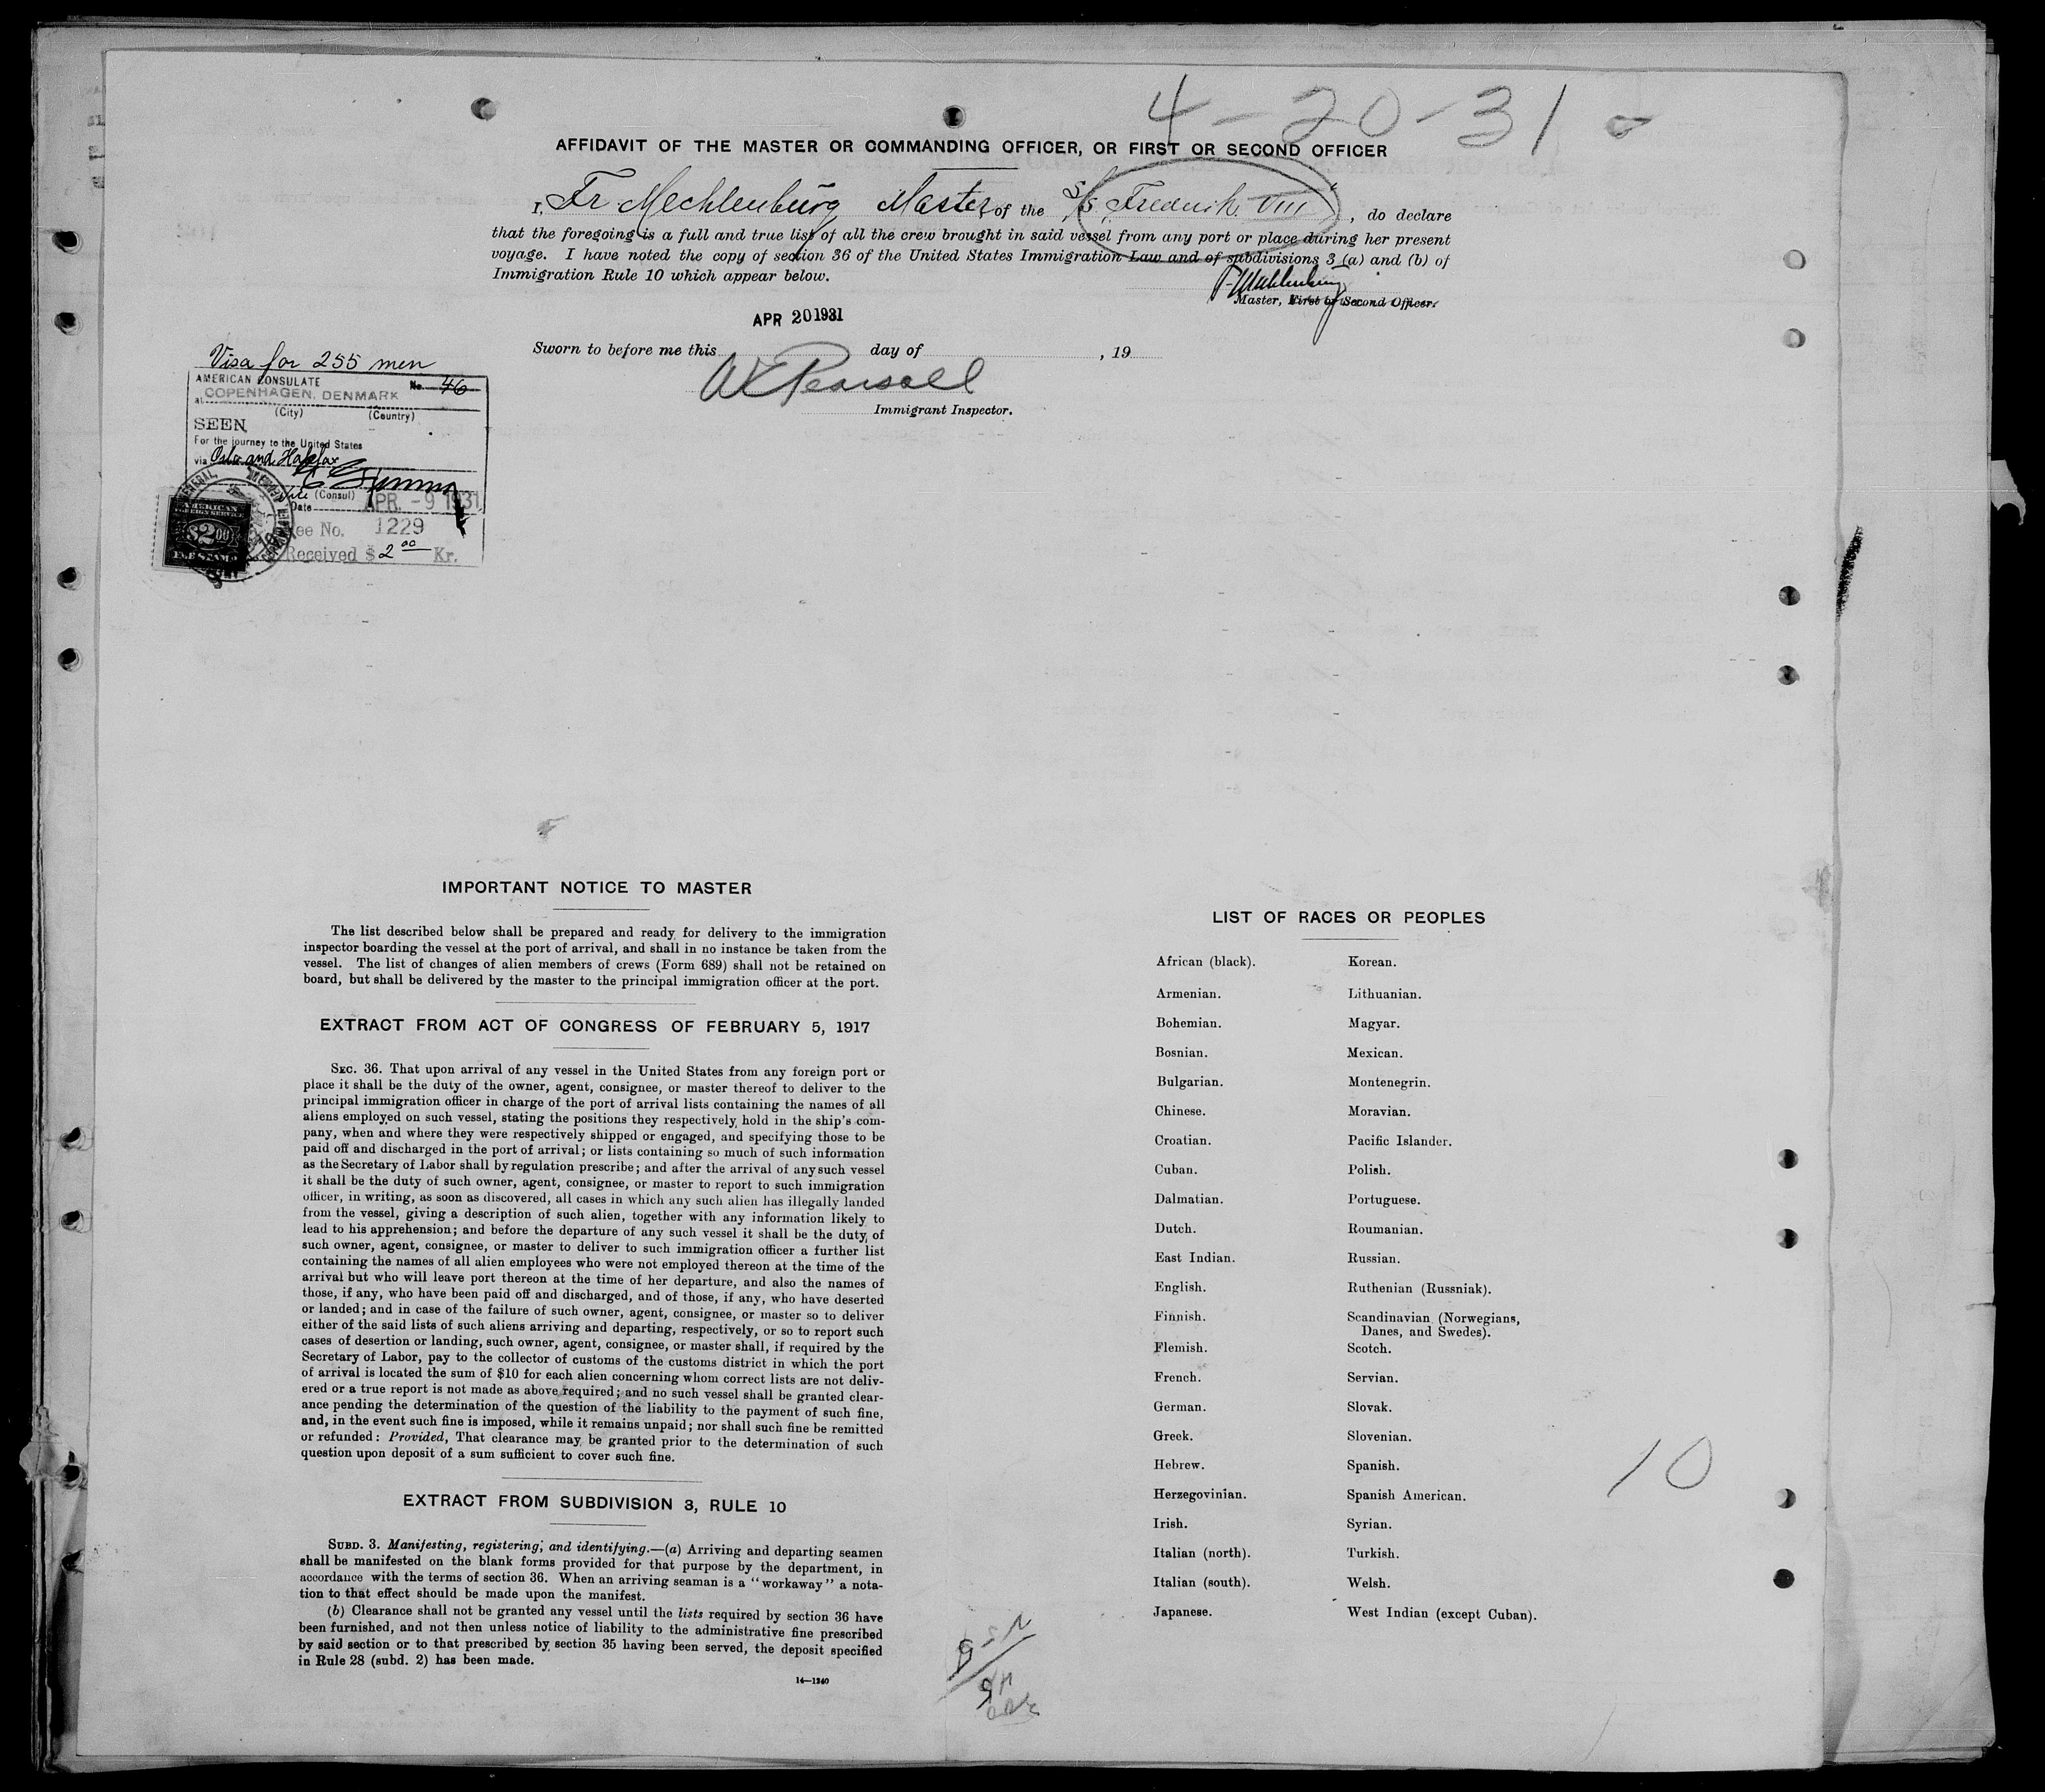 4-20-31
AFFIDAVIT OF THE MASTER OR COMMANDING OFFICER, OR FIRST OR SECOND OFFICER
I, Fr Mechlenburg Master, of the S/S "Frederik VIII", do declare
that the foregoing is a full and true list of all the crew brought in said vessel from any port or place during her present
voyage. I have noted the copy of section 36 of the United States Immigration Law and of subdivisions 3 (a) and (b) of
Immigration Rule 10 which appear below.
Master, First or Second Officer.
APR 20 1931
Sworn to before me this day of , 19
Pearsall
Immigrant Inspector.
Visa for 255 men
AMERICAN CONSULATE No. 46
at COPENHAGEN, DENMARK
(City) (Country)
SEEN
For the journey to the United States
via Oslo and Halifax
Vice (Consul)
Date APR -9 1931
Fee No. 1229
Received $ 2 00 Kr.
AMERICAN
FOREIGN SERVICE
$2 00
FEE STAMP
IMPORTANT NOTICE TO MASTER
The list described below shall be prepared and ready for delivery to the immigration
inspector boarding the vessel at the port of arrival, and shall in no instance be taken from the
vessel. The list of changes of alien members of crews (Form 689) shall not be retained on
board, but shall be delivered by the master to the principal immigration officer at the port.
EXTRACT FROM ACT OF CONGRESS OF FEBRUARY 5, 1917
SEC. 36. That upon arrival of any vessel in the United States from any foreign port or
place it shall be the duty of the owner, agent, consignee, or master thereof to deliver to the
principal immigration officer in charge of the port of arrival lists containing the names of all
aliens employed on such vessel, stating the positions they respectively hold in the ship's com-
pany, when and where they were respectively shipped or engaged, and specifying those to be
paid off and discharged in the port of arrival; or lists containing so much of such information
as the Secretary of Labor shall by regulation prescribe; and after the arrival of any such vessel
it shall be the duty of such owner, agent, consignee, or master to report to such immigration
officer, in writing, as soon as discovered, all cases in which any such alien has illegally landed
from the vessel, giving a description of such alien, together with any information likely to
lead to his apprehension; and before the departure of any such vessel it shall be the duty of
such owner, agent, consignee, or master to deliver to such immigration officer a further list
containing the names of all alien employees who were not employed thereon at the time of the
arrival but who will leave port thereon at the time of her departure, and also the names of
those, if any, who have been paid off and discharged, and of those, if any, who have deserted
or landed; and in case of the failure of such owner, agent, consignee, or master so to deliver
either of the said lists of such aliens arriving and departing, respectively, or so to report such
cases of desertion or landing, such owner, agent, consignee, or master shall, if required by the
Secretary of Labor, pay to the collector of customs of the customs district in which the port
of arrival is located the sum of $10 for each alien concerning whom correct lists are not deliv-
ered or a true report is not made as above required; and no such vessel shall be granted clear-
ance pending the determination of the question of the liability to the payment of such fine,
and, in the event such fine is imposed, while it remains unpaid; nor shall such fine be remitted
or refunded: Provided, That clearance may be granted prior to the determination of such
question upon deposit of a sum sufficient to cover such fine.
EXTRACT FROM SUBDIVISION 3, RULE 10
SUBD. 3. Manifesting, registering, and identifying.—(a) Arriving and departing seamen
shall be manifested on the blank forms provided for that purpose by the department, in
accordance with the terms of section 36. When an arriving seaman is a "workaway" a nota-
tion to that effect should be made upon the manifest.
(b) Clearance shall not be granted any vessel until the lists required by section 36 have
been furnished, and not then unless notice of liability to the administrative fine prescribed
by said section or to that prescribed by section 35 having been served, the deposit specified
in Rule 28 (subd. 2) has been made.
14—1240
LIST OF RACES OR PEOPLES
African (black).
Armenian.
Bohemian.
Bosnian.
Bulgarian.
Chinese.
Croatian.
Cuban.
Dalmatian.
Dutch.
East Indian.
English.
Finnish.
Flemish.
French.
German.
Greek.
Hebrew.
Herzegovinian.
Irish.
Italian (north).
Italian (south).
Japanese.
Korean.
Lithuanian.
Magyar.
Mexican.
Montenegrin.
Moravian.
Pacific Islander.
Polish.
Portuguese.
Roumanian.
Russian.
Ruthenian (Russniak).
Scandinavian (Norwegians,
Danes, and Swedes).
Scotch.
Servian.
Slovak.
Slovenian.
Spanish.
Spanish American.
Syrian.
Turkish.
Welsh.
West Indian (except Cuban).
10